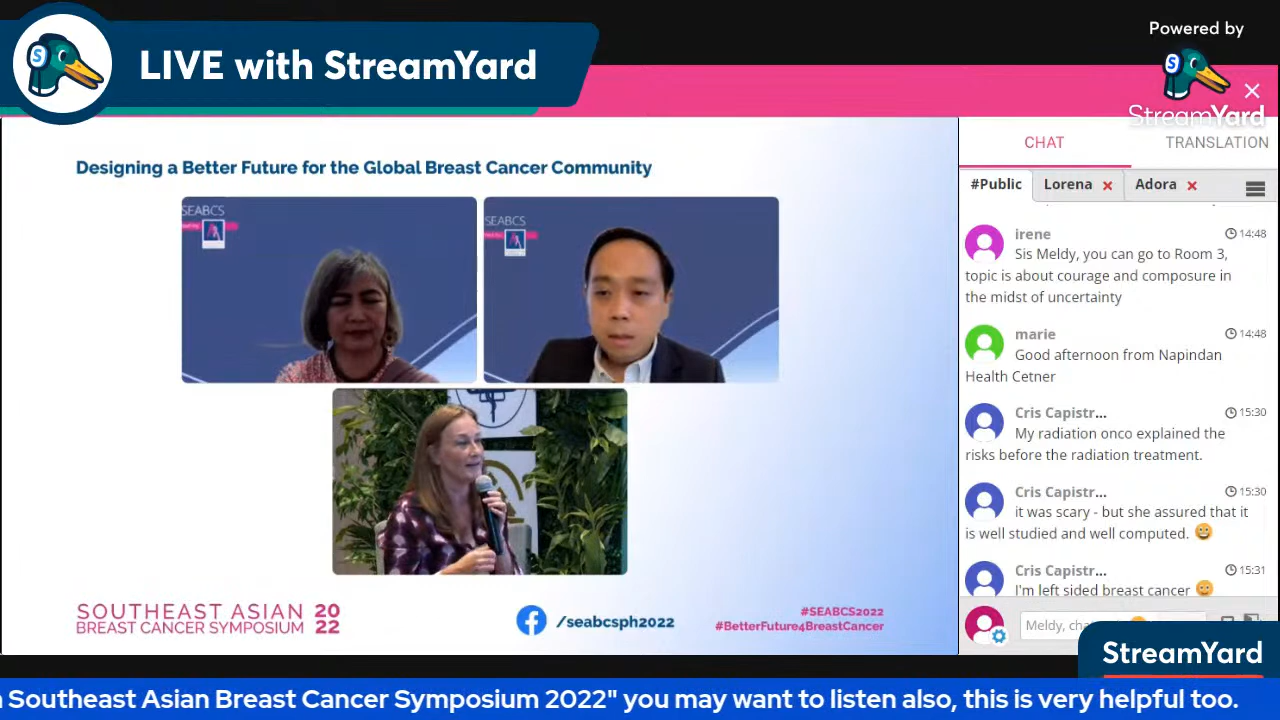 LIVE with StreamYard
Powered by
StreamYard
Designing a Better Future for the Global Breast Cancer Community
SEABCS
SEABCS
SOUTHEAST ASIAN 20
BREAST CANCER SYMPOSIUM 22
/seabcsph2022
#SEABCS2022
#BetterFuture4BreastCancer
CHAT
TRANSLATION
#Public
Lorena
Adora
irene 14:48
Sis Meldy, you can go to Room 3,
topic is about courage and composure in
the midst of uncertainty
marie 14:48
Good afternoon from Napindan
Health Cetner
Cris Capistr... 15:30
My radiation onco explained the
risks before the radiation treatment.
Cris Capistr... 15:30
it was scary - but she assured that it
is well studied and well computed. 😀
Cris Capistr... 15:31
I'm left sided breast cancer 😀
Meldy,
StreamYard
Southeast Asian Breast Cancer Symposium 2022" you may want to listen also, this is very helpful too.